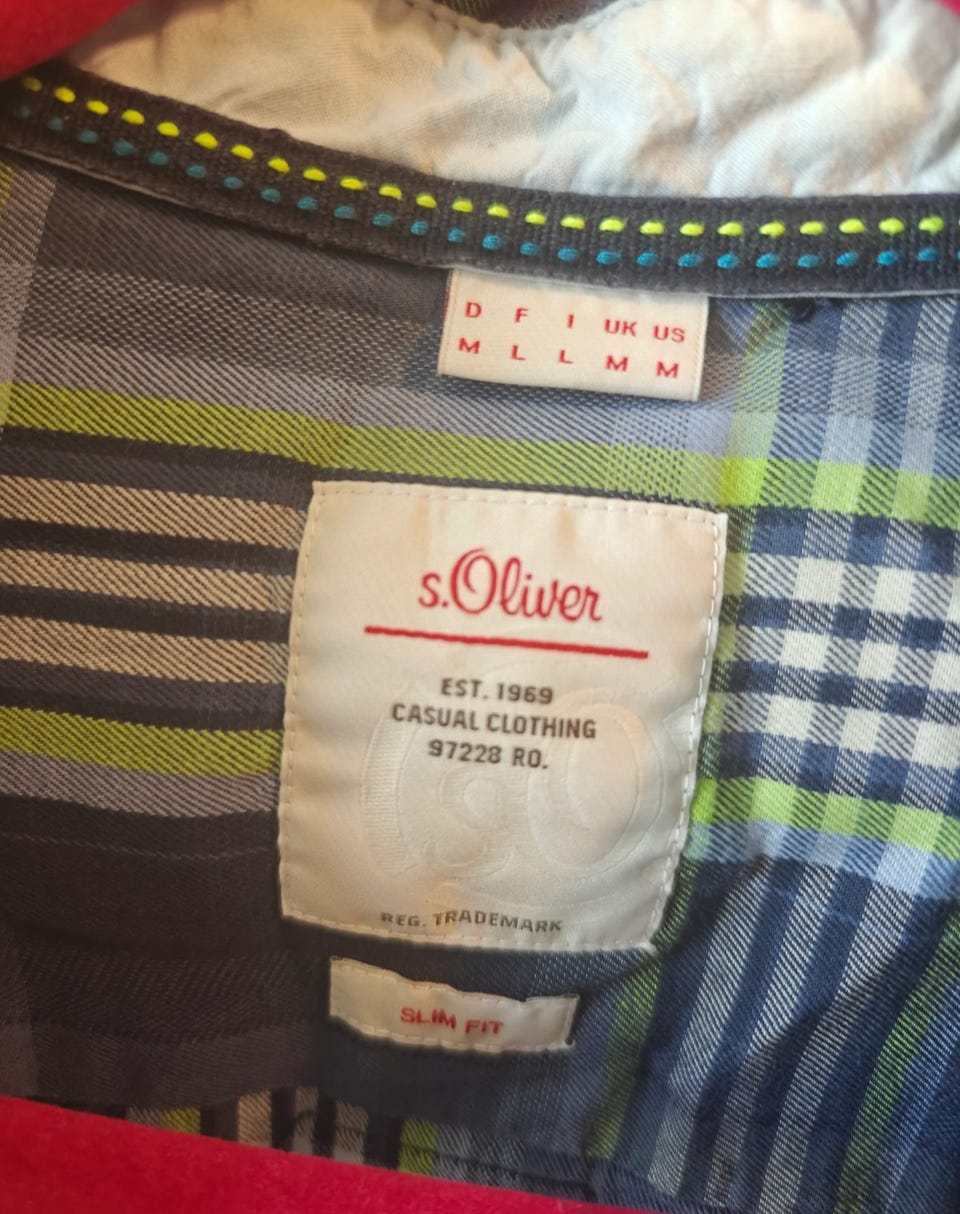 D F I UK US
M L L M M
s.Oliver
EST. 1969
CASUAL CLOTHING
97228 RO.
REG. TRADEMARK
SLIM FIT